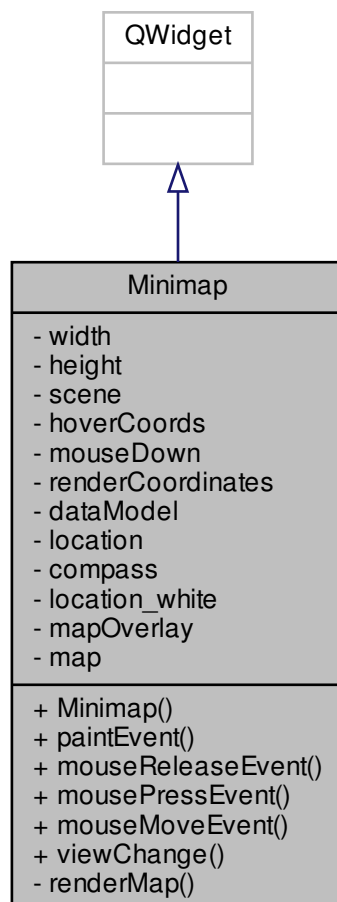 QWidget
Minimap
- width
- height
- scene
- hoverCoords
- mouseDown
- renderCoordinates
- dataModel
- location
- compass
- location_white
- mapOverlay
- map
+ Minimap()
+ paintEvent()
+ mouseReleaseEvent()
+ mousePressEvent()
+ mouseMoveEvent()
+ viewChange()
- renderMap()